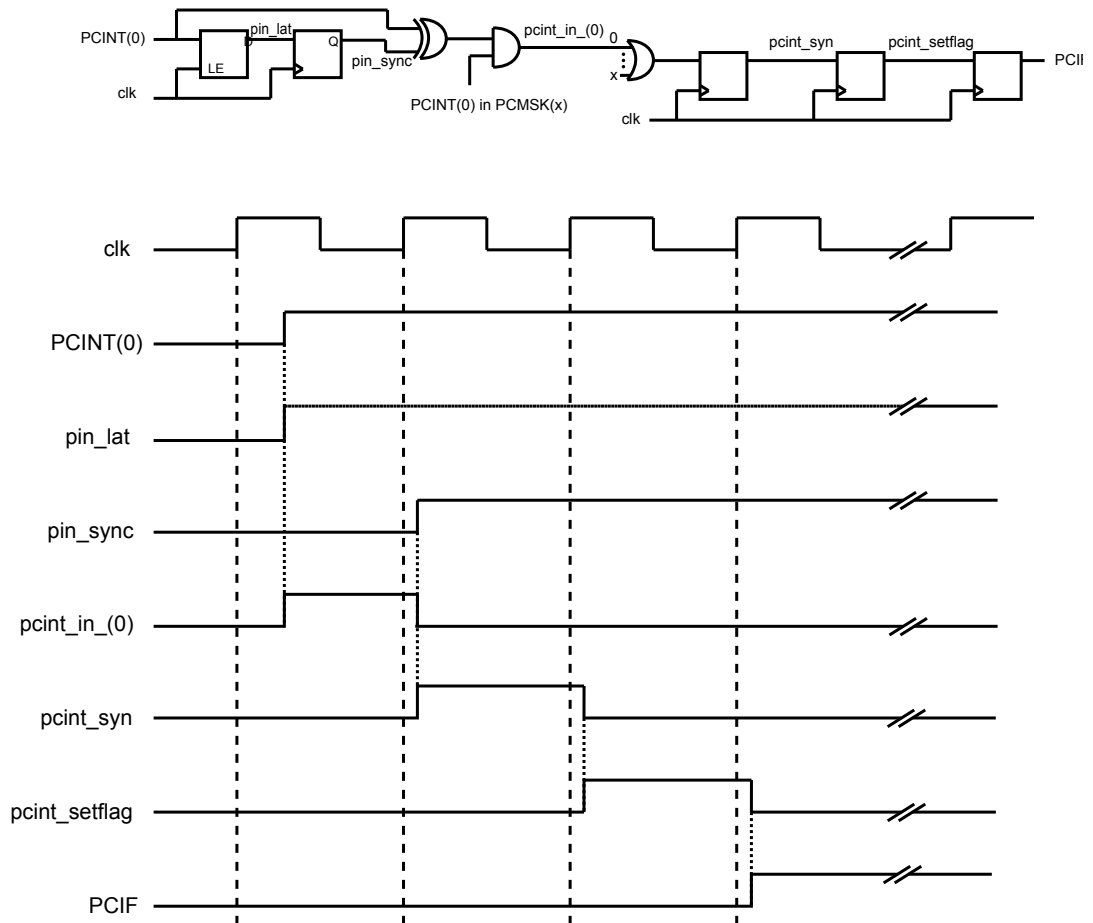 PCINT(0)
LE
D
pin_lat
Q
pin_sync
clk
pcint_in_(0)
0
x
PCINT(0) in PCMSK(x)
pcint_syn
pcint_setflag
clk
clk
PCINT(0)
pin_lat
pin_sync
pcint_in_(0)
pcint_syn
pcint_setflag
PCIF